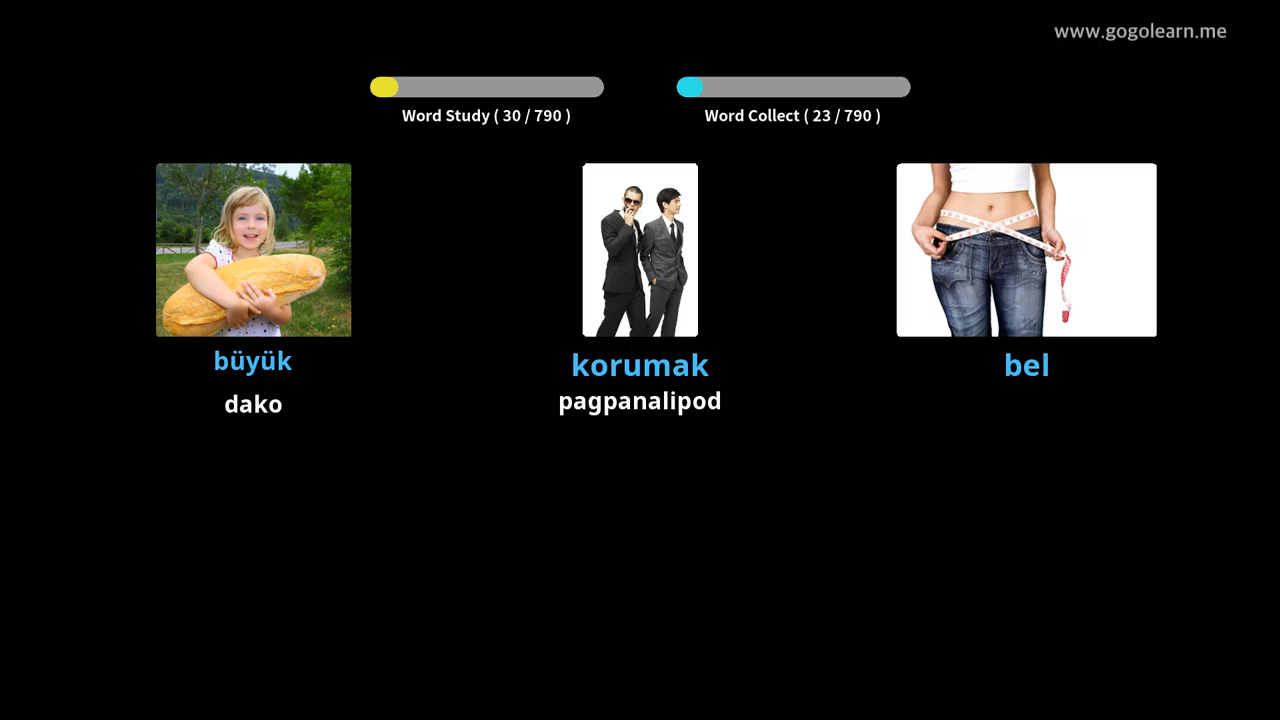 www.gogolearn.me
Word Study ( 30 / 790 )
Word Collect ( 23 / 790 )
büyük
dako
korumak
pagpanalipod
bel